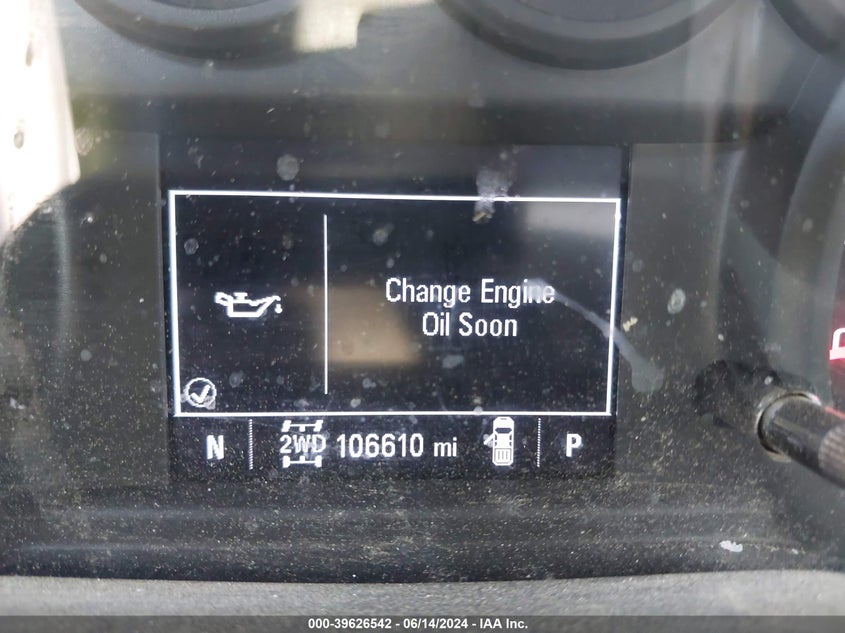 Change Engine
Oil Soon
N 2WD 106610 mi P
000-39626542 - 06/14/2024 - IAA Inc.